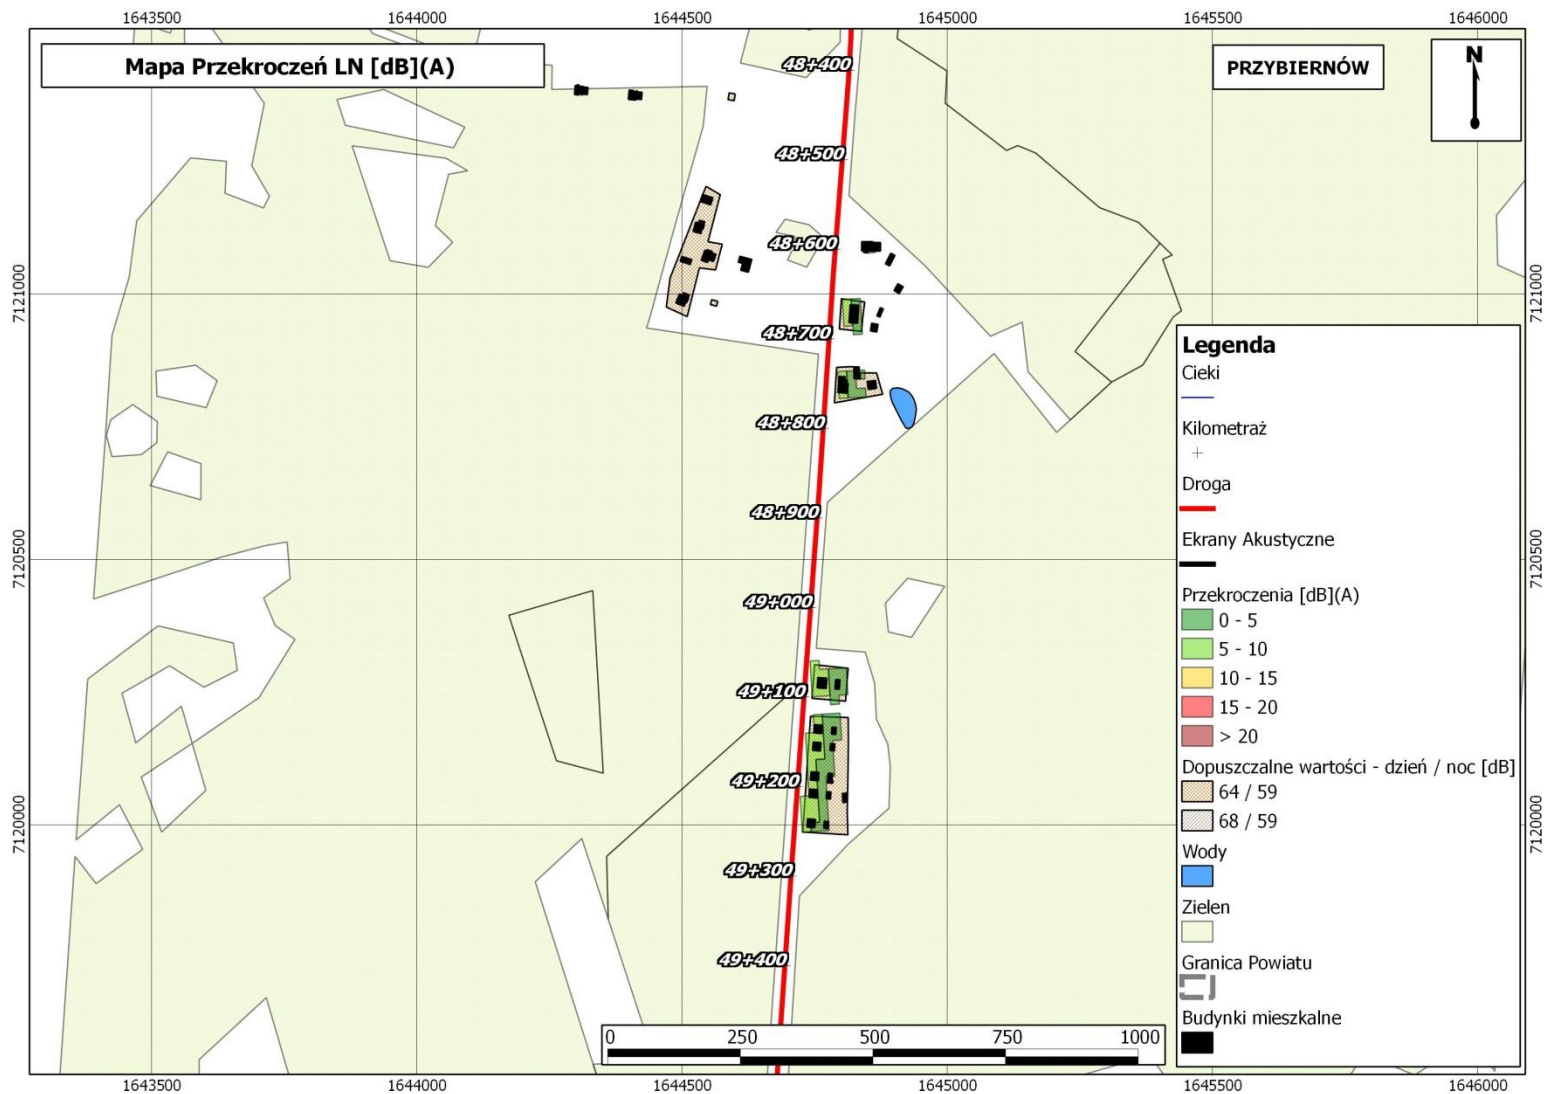 1643500 1644000 1644500 1645000 1645500 1646000
Mapa Przekroczeń LN [dB](A)
PRZYBIERNÓW
N
48+400
48+500
48+600
7121000 7121000
48+700
48+800
48+900
7120500 7120500
49+000
49+100
49+200
7120000 7120000
49+300
49+400
Legenda
Cieki
Kilometraż
Droga
Ekrany Akustyczne
Przekroczenia [dB](A)
0 - 5
5 - 10
10 - 15
15 - 20
> 20
Dopuszczalne wartości - dzień / noc [dB]
64 / 59
68 / 59
Wody
Zielen
Granica Powiatu
Budynki mieszkalne
0 250 500 750 1000
1643500 1644000 1644500 1645000 1645500 1646000